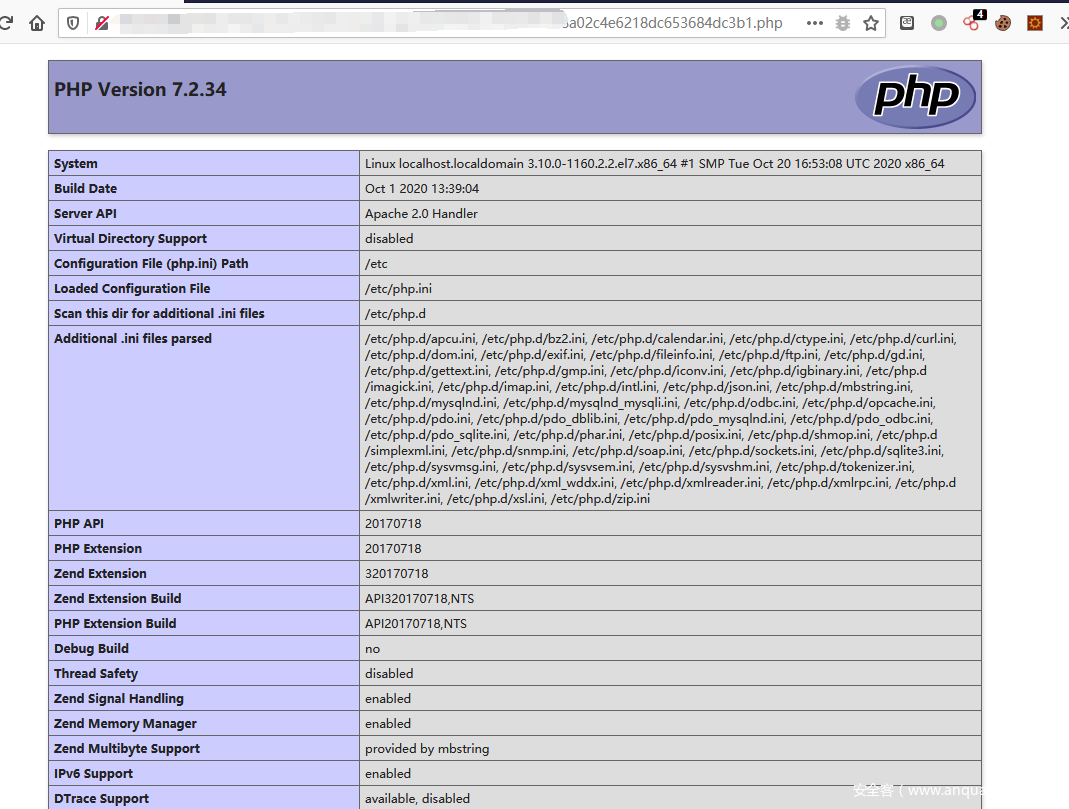 aa02c4e6218dc653684dc3b1.php
4
PHP Version 7.2.34
php
System Linux localhost.localdomain 3.10.0-1160.2.2.el7.x86_64 #1 SMP Tue Oct 20 16:53:08 UTC 2020 x86_64
Build Date Oct 1 2020 13:39:04
Server API Apache 2.0 Handler
Virtual Directory Support disabled
Configuration File (php.ini) Path /etc
Loaded Configuration File /etc/php.ini
Scan this dir for additional .ini files /etc/php.d
Additional .ini files parsed /etc/php.d/apcu.ini, /etc/php.d/bz2.ini, /etc/php.d/calendar.ini, /etc/php.d/ctype.ini, /etc/php.d/curl.ini,
/etc/php.d/dom.ini, /etc/php.d/exif.ini, /etc/php.d/fileinfo.ini, /etc/php.d/ftp.ini, /etc/php.d/gd.ini,
/etc/php.d/gettext.ini, /etc/php.d/gmp.ini, /etc/php.d/iconv.ini, /etc/php.d/igbinary.ini, /etc/php.d
/imagick.ini, /etc/php.d/imap.ini, /etc/php.d/intl.ini, /etc/php.d/json.ini, /etc/php.d/mbstring.ini,
/etc/php.d/mysqlnd.ini, /etc/php.d/mysqlnd_mysqli.ini, /etc/php.d/odbc.ini, /etc/php.d/opcache.ini,
/etc/php.d/pdo.ini, /etc/php.d/pdo_dblib.ini, /etc/php.d/pdo_mysqlnd.ini, /etc/php.d/pdo_odbc.ini,
/etc/php.d/pdo_sqlite.ini, /etc/php.d/phar.ini, /etc/php.d/posix.ini, /etc/php.d/shmop.ini, /etc/php.d
/simplexml.ini, /etc/php.d/snmp.ini, /etc/php.d/soap.ini, /etc/php.d/sockets.ini, /etc/php.d/sqlite3.ini,
/etc/php.d/sysvmsg.ini, /etc/php.d/sysvsem.ini, /etc/php.d/sysvshm.ini, /etc/php.d/tokenizer.ini,
/etc/php.d/xml.ini, /etc/php.d/xml_wddx.ini, /etc/php.d/xmlreader.ini, /etc/php.d/xmlrpc.ini, /etc/php.d
/xmlwriter.ini, /etc/php.d/xsl.ini, /etc/php.d/zip.ini
PHP API 20170718
PHP Extension 20170718
Zend Extension 320170718
Zend Extension Build API320170718,NTS
PHP Extension Build API20170718,NTS
Debug Build no
Thread Safety disabled
Zend Signal Handling enabled
Zend Memory Manager enabled
Zend Multibyte Support provided by mbstring
IPv6 Support enabled
DTrace Support available, disabled
安全客（www.anqua